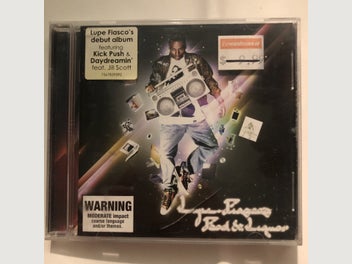 Lupe Fiasco's
debut album
featuring
Kick Push &
Daydreamin'
feat. Jill Scott
WARNING
MODERATE impact
coarse language
and/or themes
Lupe Fiasco's
Food & Liquor